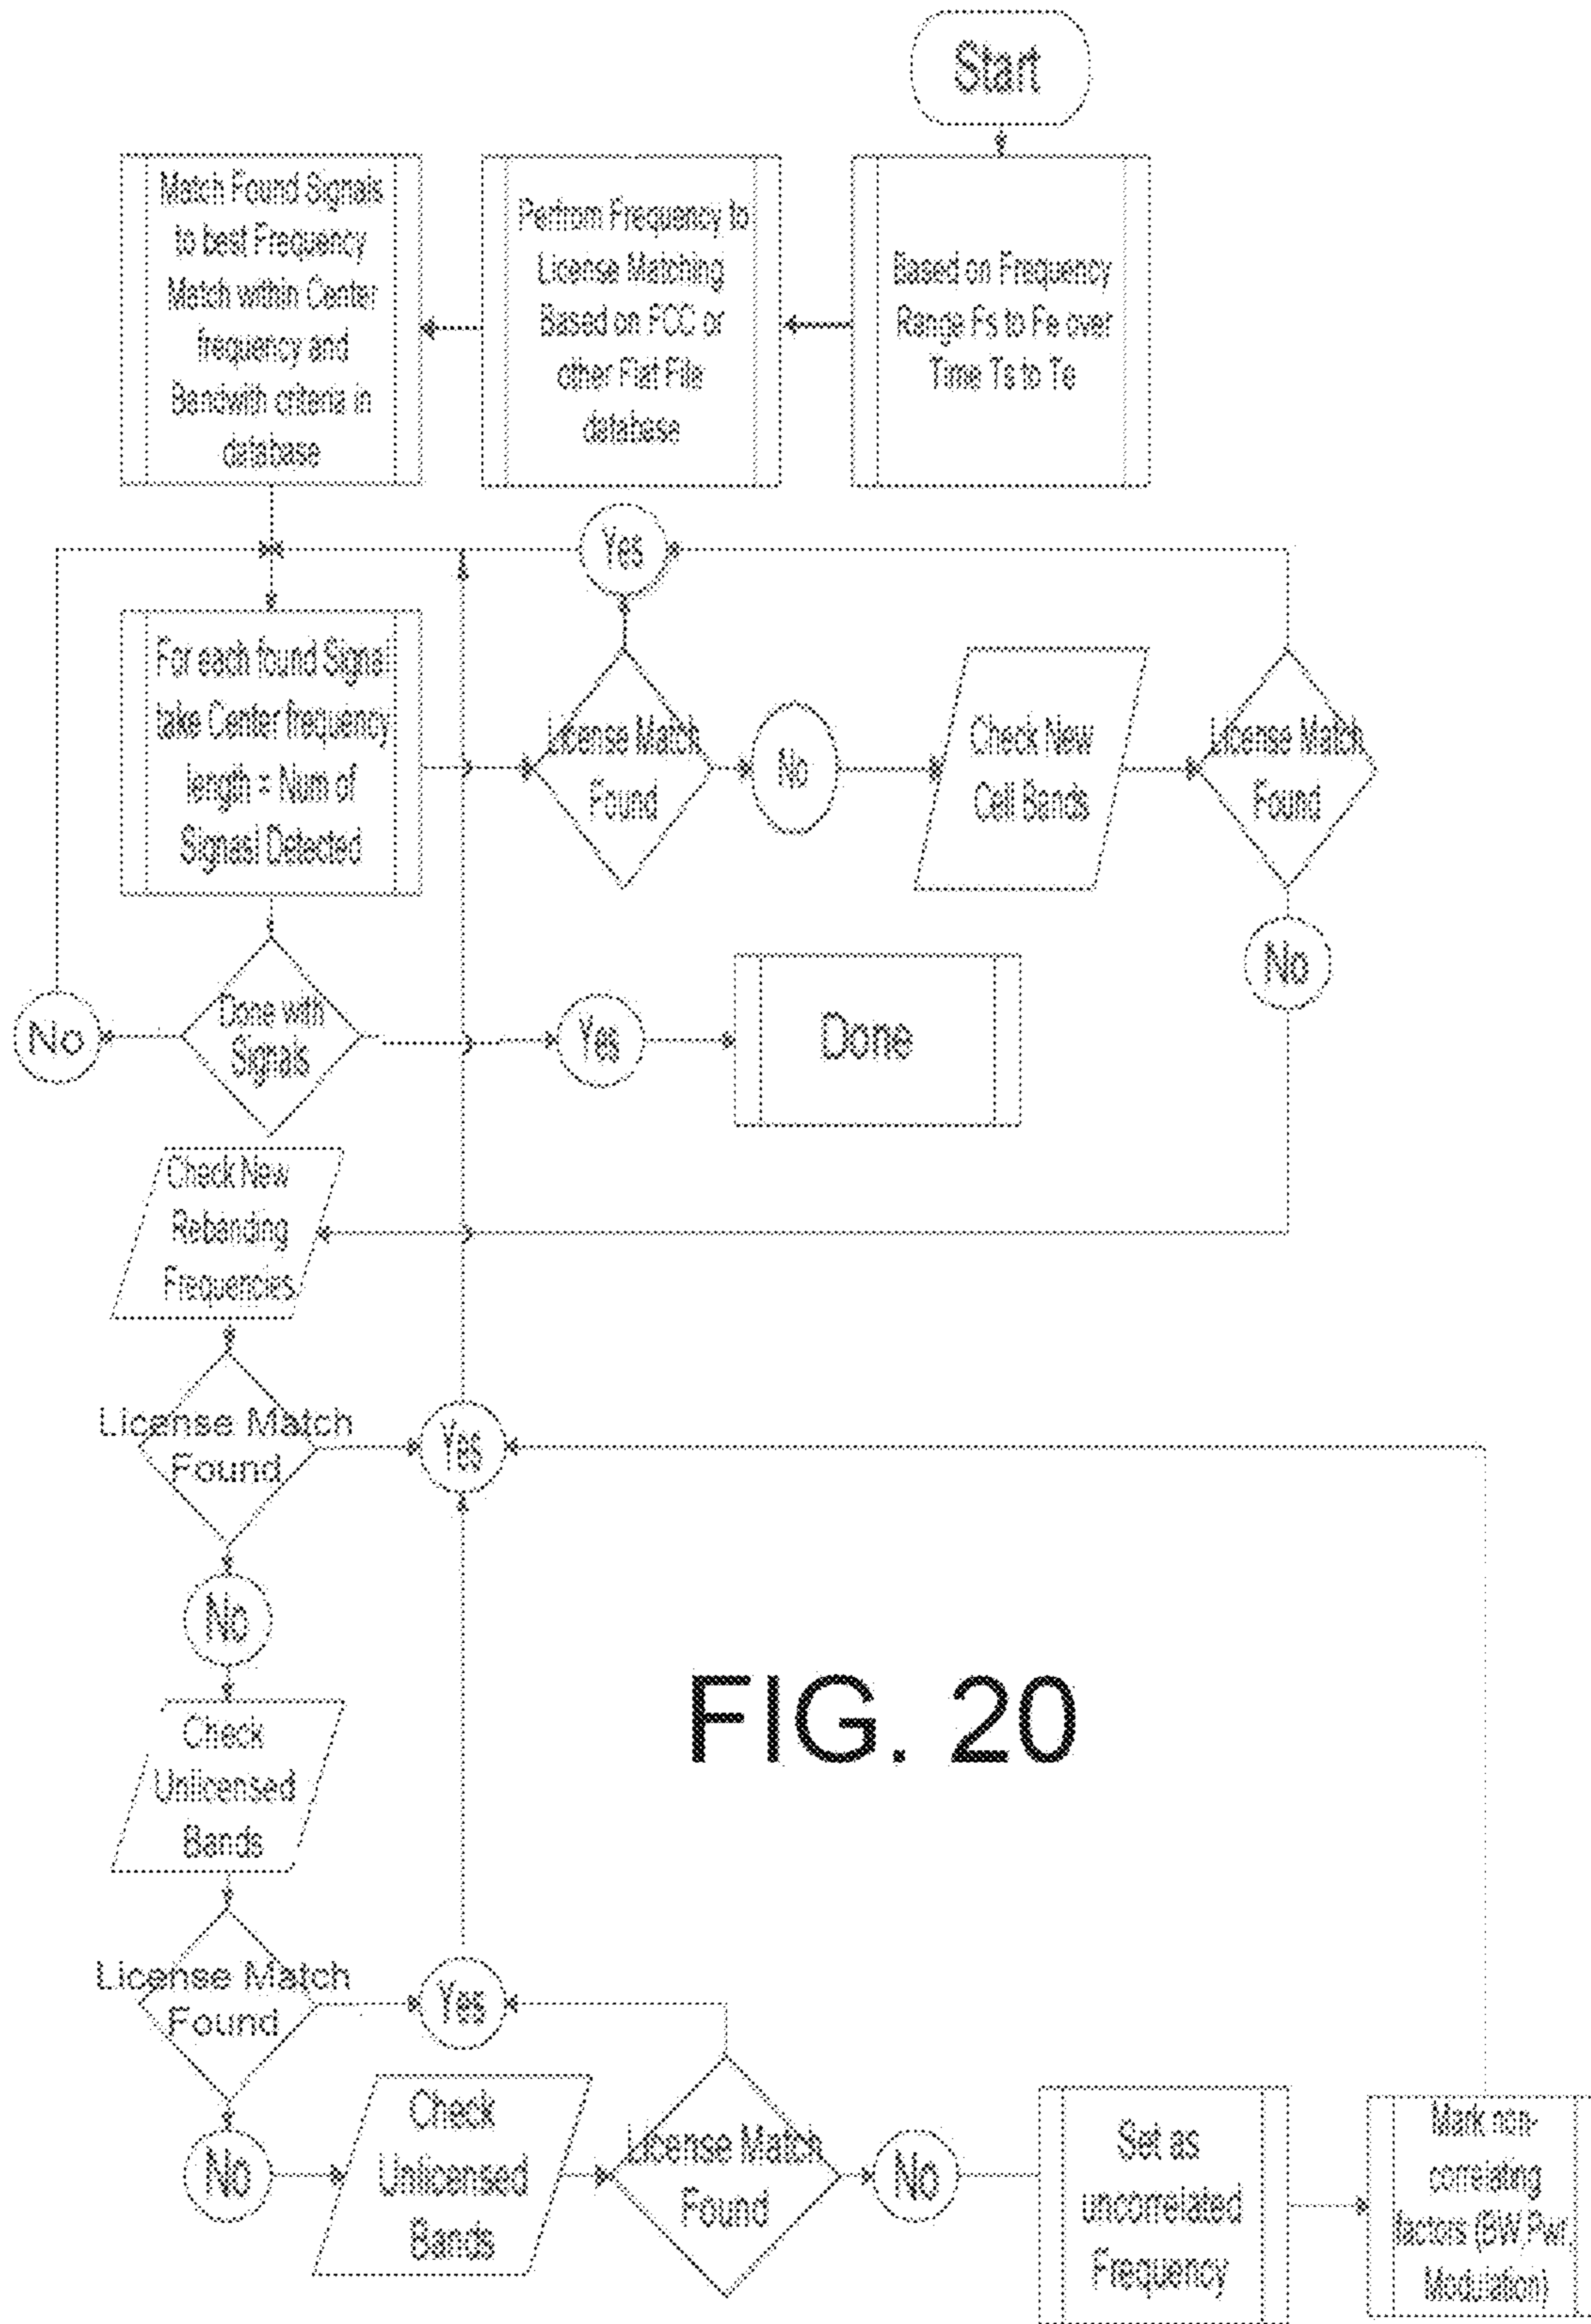 Start
Based on Frequency
Range Fs to Fe over
Time Ts to Te
Perfrom Frequency to
License Matching
Based on FCC or
other Flat File
database
Match Found Signals
to best Frequency
Match within Center
frequency and
Bandwith criteria in
database
Yes
For each found Signal
take Center frequency
length = Num of
Signasl Detected
License Match
Found
No
Check New
Cell Bands
License Match
Found
No
Done with
Signals
No
Yes
Done
Check New
Rebanding
Frequencies
License Match
Found
Yes
No
Check
Unlicensed
Bands
License Match
Found
Yes
No
Check
Unlicensed
Bands
License Match
Found
No
Set as
uncorrelated
Frequency
Mark non-
correlating
factors (BW,Pwr,
Modulation)
FIG. 20